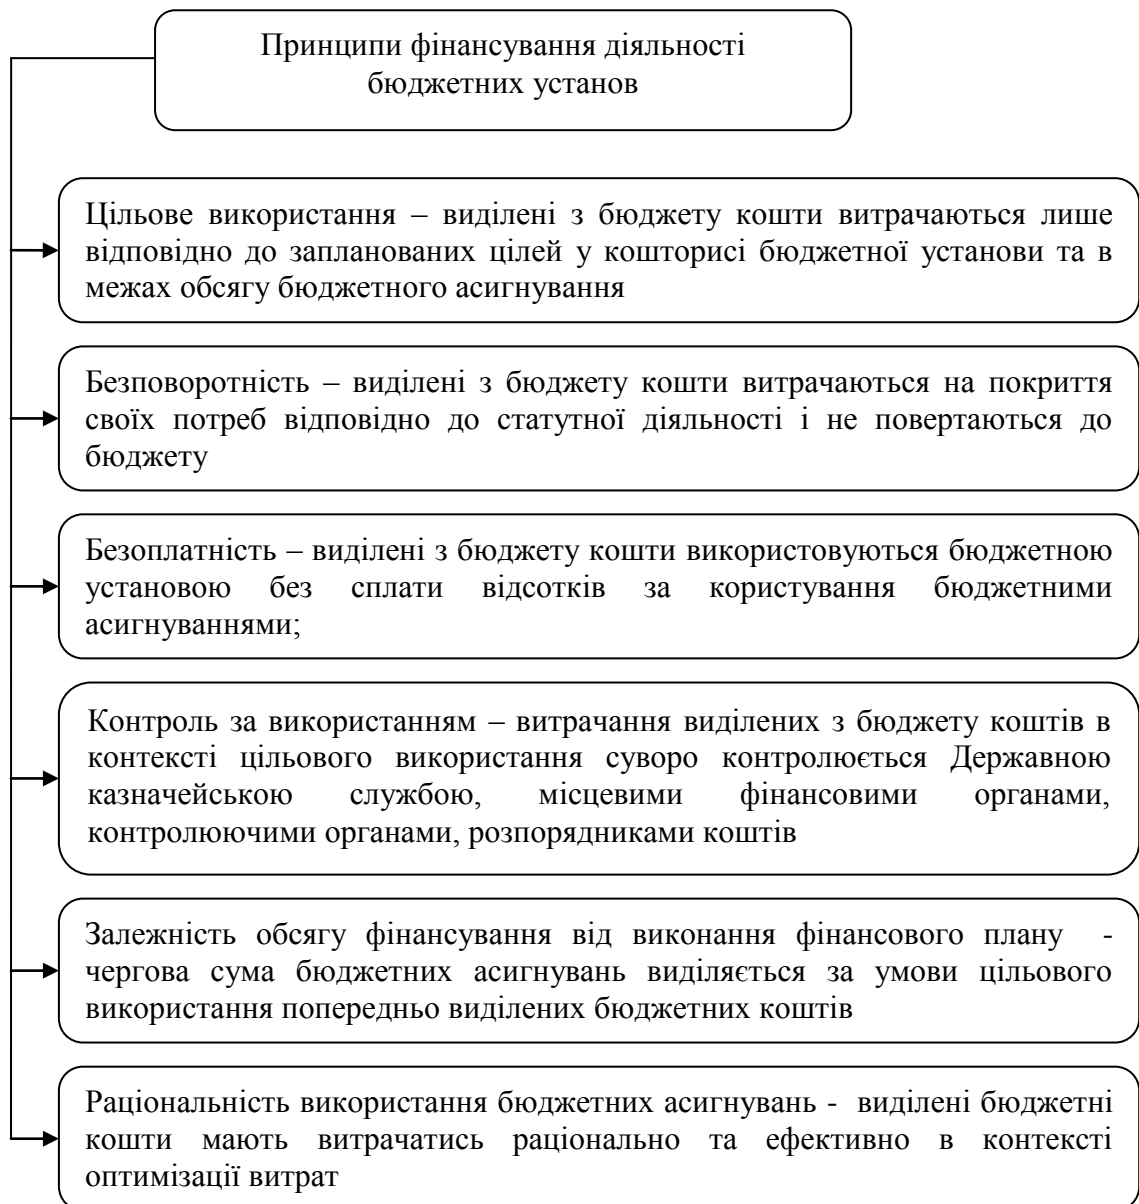 Принципи фінансування діяльності
бюджетних установ
Цільове використання – виділені з бюджету кошти витрачаються лише
відповідно до запланованих цілей у кошторисі бюджетної установи та в
межах обсягу бюджетного асигнування
Безповоротність – виділені з бюджету кошти витрачаються на покриття
своїх потреб відповідно до статутної діяльності і не повертаються до
бюджету
Безоплатність – виділені з бюджету кошти використовуються бюджетною
установою без сплати відсотків за користування бюджетними
асигнуваннями;
Контроль за використанням – витрачання виділених з бюджету коштів в
контексті цільового використання суворо контролюється Державною
казначейською службою, місцевими фінансовими органами,
контролюючими органами, розпорядниками коштів
Залежність обсягу фінансування від виконання фінансового плану -
чергова сума бюджетних асигнувань виділяється за умови цільового
використання попередньо виділених бюджетних коштів
Раціональність використання бюджетних асигнувань - виділені бюджетні
кошти мають витрачатись раціонально та ефективно в контексті
оптимізації витрат